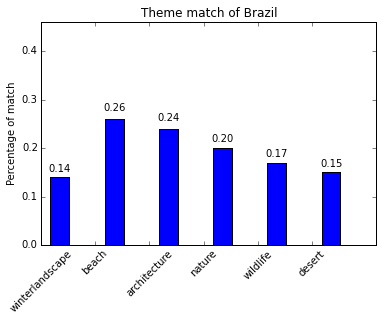 Theme match of Brazil
Percentage of match
0.4
0.3
0.2
0.1
0.0
0.14
0.26
0.24
0.20
0.17
0.15
winterlandscape
beach
architecture
nature
wildlife
desert